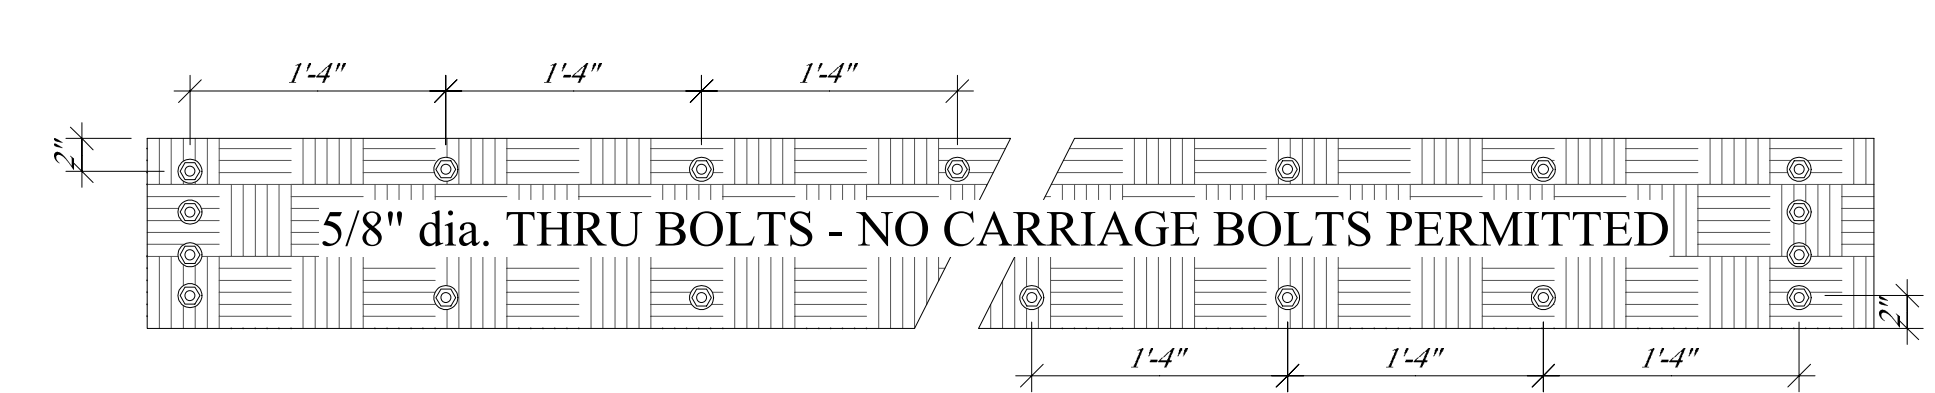 1'-4" 1'-4" 1'-4"
2"
5/8" dia. THRU BOLTS - NO CARRIAGE BOLTS PERMITTED
2"
1'-4" 1'-4" 1'-4"